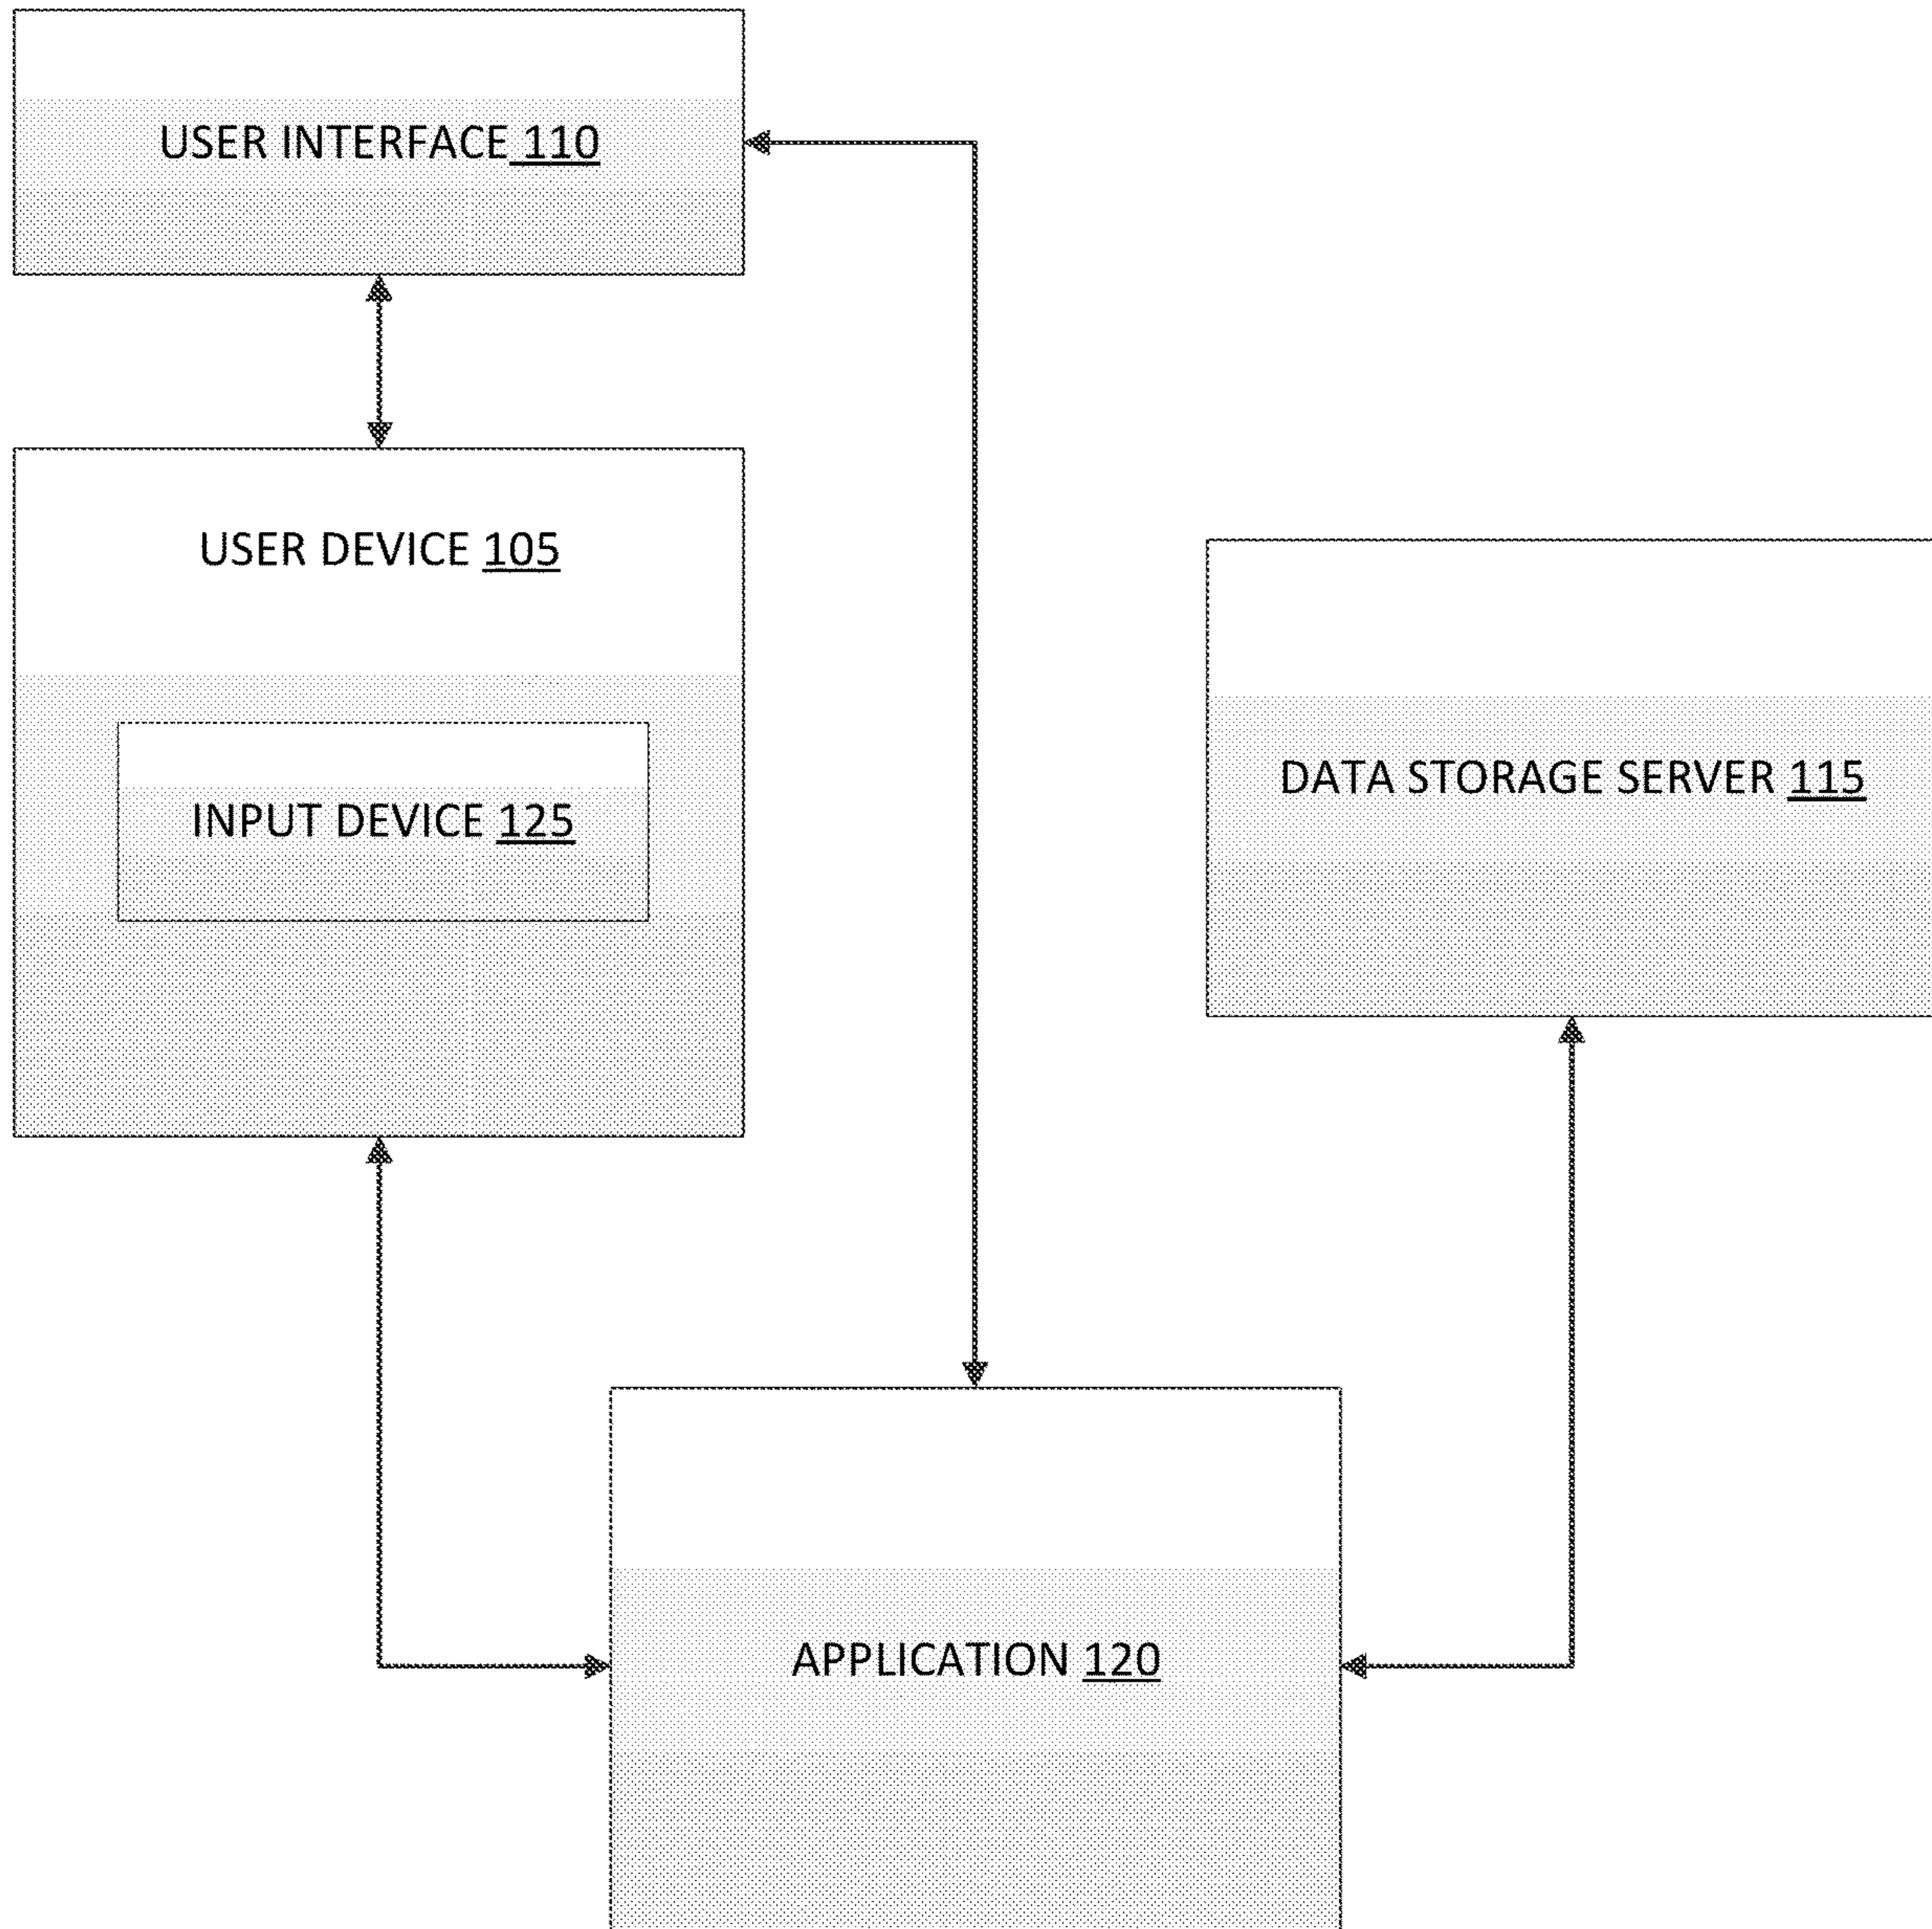 USER INTERFACE 110
USER DEVICE 105
INPUT DEVICE 125
DATA STORAGE SERVER 115
APPLICATION 120